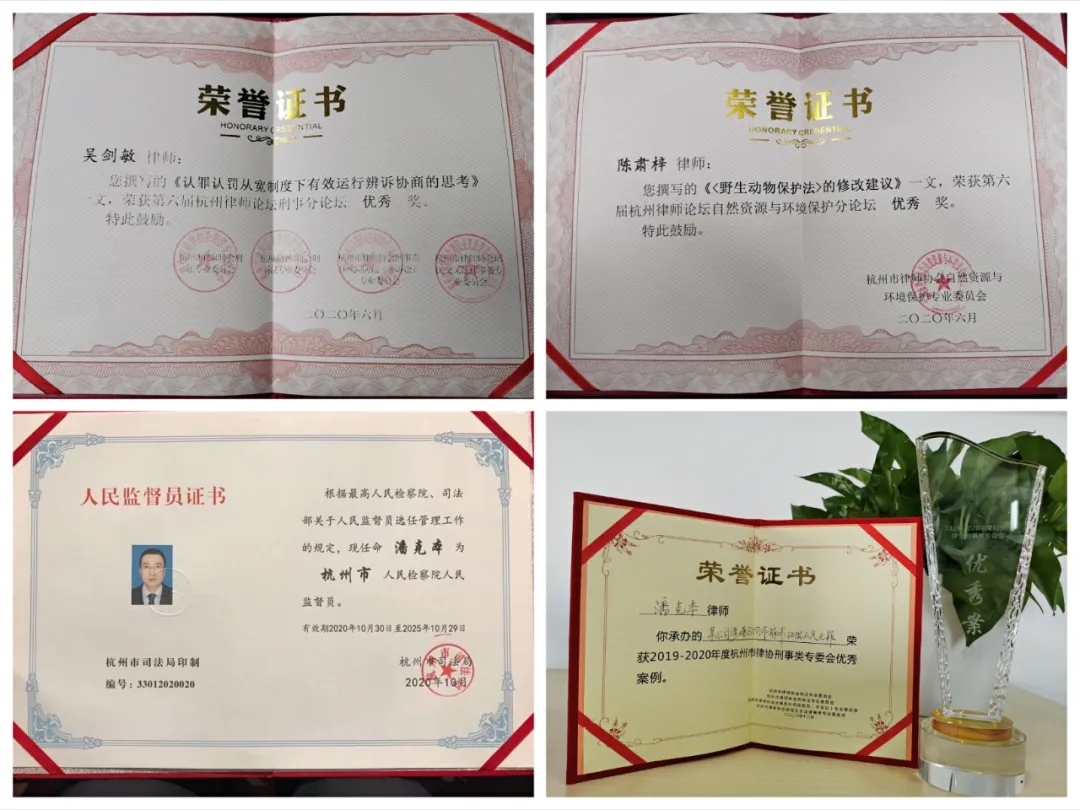 荣誉证书
HONORARY CREDENTIAL
吴剑敏 律师:
您撰写的《认罪认罚从宽制度下有效运行辨诉协商的思考》
一文,荣获第六届杭州律师论坛刑事分论坛 优秀 奖。
特此鼓励。
专业委员会
二〇二〇年六月
荣誉证书
HONORARY CREDENTIAL
陈肃梓 律师:
您撰写的《<野生动物保护法>的修改建议》一文,荣获第六
届杭州律师论坛自然资源与环境保护分论坛 优秀 奖。
特此鼓励。
杭州市律师协会自然资源与
环境保护专业委员会
二〇二〇年六月
人民监督员证书
根据最高人民检察院、司法
部关于人民监督员选任管理工作
的规定,现任命 潘克本 为
杭州市 人民检察院人民
监督员。
有效期2020年10月30日至2025年10月29日
杭州市司法局印制
编号:33012020020
杭州市司法局
2020年10月
荣誉证书
潘克本 律师
你承办的 荣
获2019-2020年度杭州市律协刑事类专委会优秀
案例。
优秀案